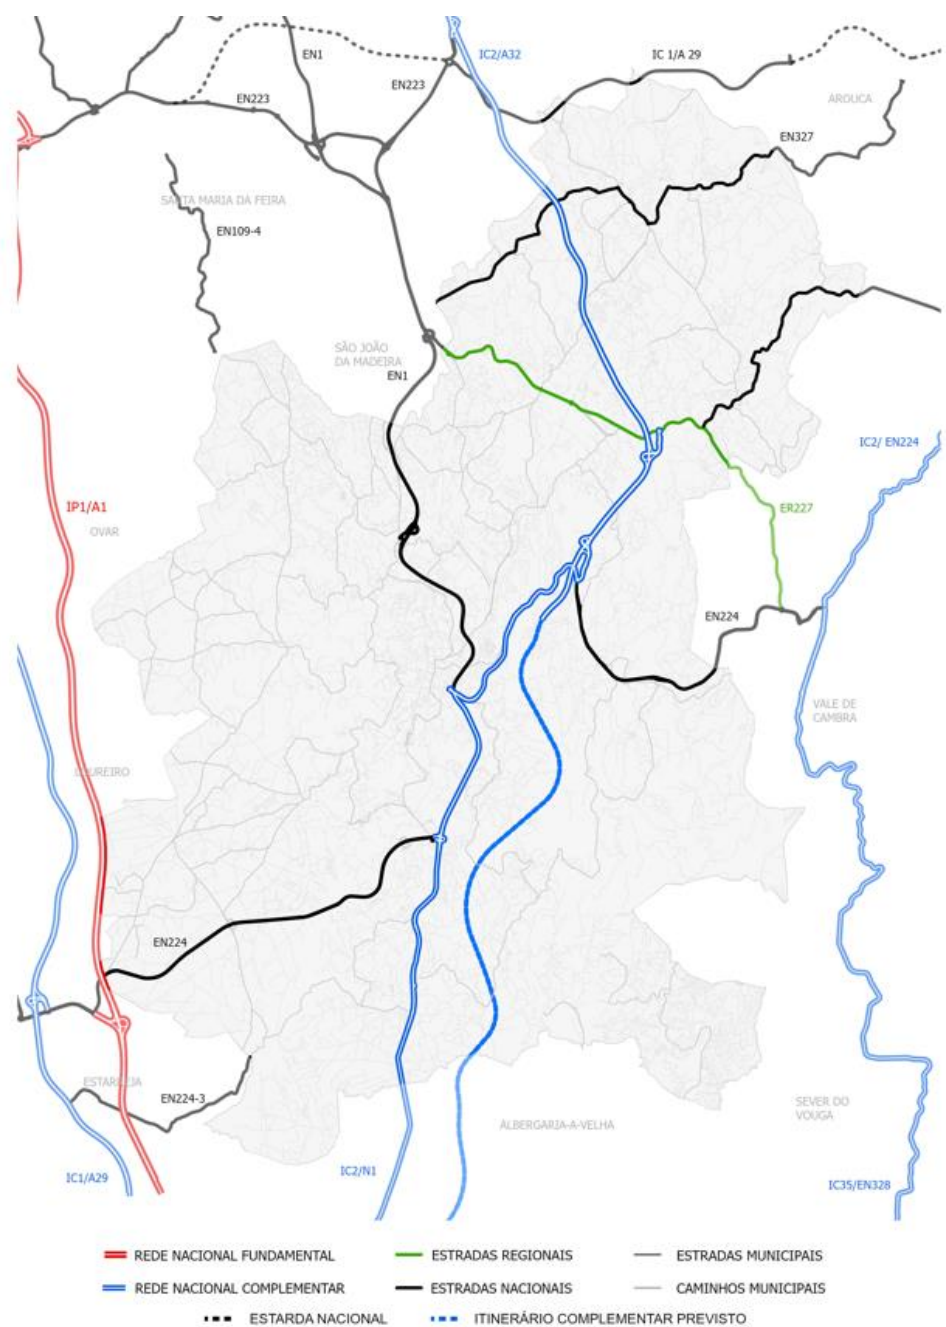 EN1
IC2/A32
IC 1/A 29
EN223
EN223
AROUCA
EN327
SANTA MARIA DA FEIRA
EN109-4
SÃO JOÃO
DA MADEIRA
EN1
IC2/ EN224
IP1/A1
OVAR
ER227
EN224
VALE DE
CAMBRA
LOUREIRO
EN224
ESTARREJA
EN224-3
SEVER DO
VOUGA
ALBERGARIA-A-VELHA
IC1/A29
IC2/N1
IC35/EN328
REDE NACIONAL FUNDAMENTAL
ESTRADAS REGIONAIS
ESTRADAS MUNICIPAIS
REDE NACIONAL COMPLEMENTAR
ESTRADAS NACIONAIS
CAMINHOS MUNICIPAIS
ESTARDA NACIONAL
ITINERÁRIO COMPLEMENTAR PREVISTO